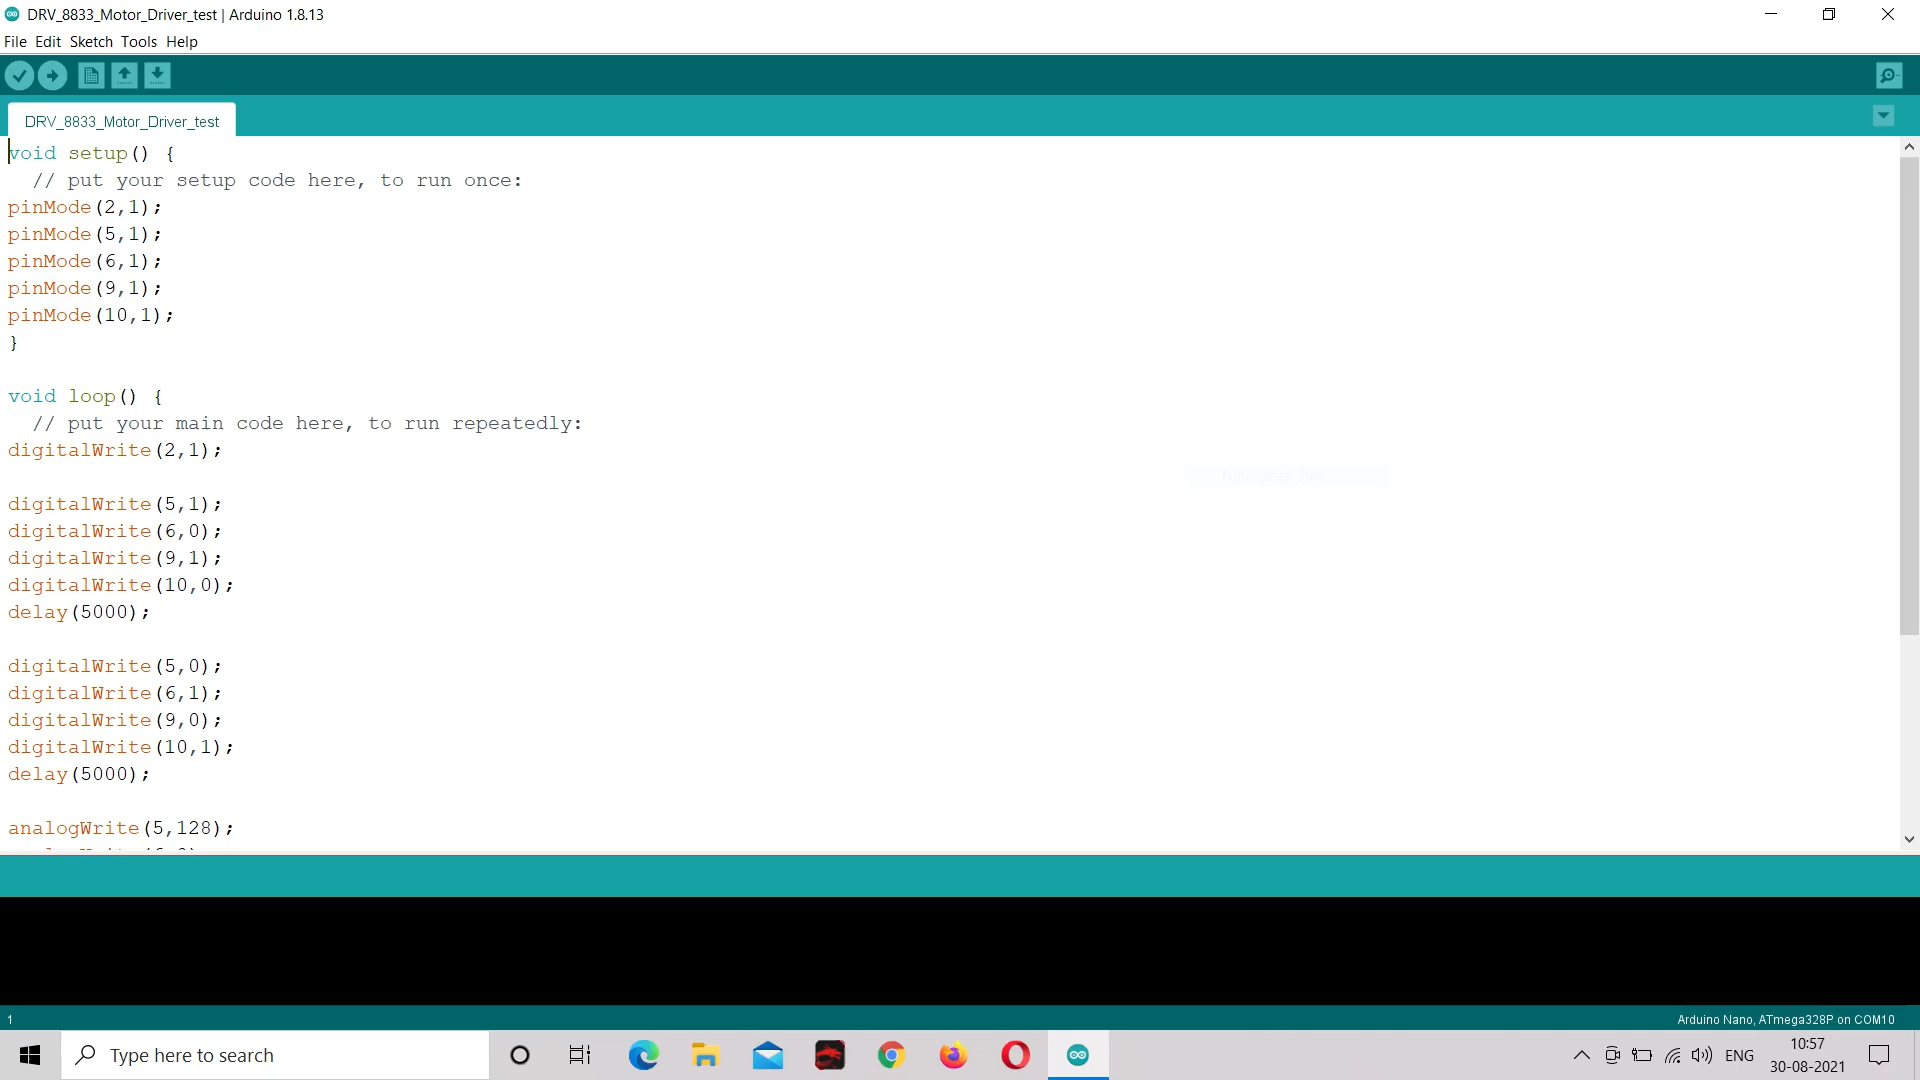 DRV_8833_Motor_Driver_test | Arduino 1.8.13
File Edit Sketch Tools Help
DRV_8833_Motor_Driver_test
void setup() {
  // put your setup code here, to run once:
pinMode(2,1);
pinMode(5,1);
pinMode(6,1);
pinMode(9,1);
pinMode(10,1);
}
void loop() {
  // put your main code here, to run repeatedly:
digitalWrite(2,1);
digitalWrite(5,1);
digitalWrite(6,0);
digitalWrite(9,1);
digitalWrite(10,0);
delay(5000);
digitalWrite(5,0);
digitalWrite(6,1);
digitalWrite(9,0);
digitalWrite(10,1);
delay(5000);
analogWrite(5,128);
1
Arduino Nano, ATmega328P on COM10
Type here to search
ENG
10:57
30-08-2021